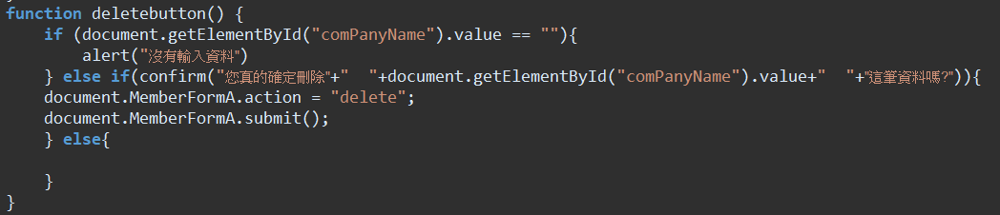 function deletebutton() {
    if (document.getElementById("comPanyName").value == ""){
        alert("沒有輸入資料")
    } else if(confirm("您真的確定刪除"+"  "+document.getElementById("comPanyName").value+"  "+"這筆資料嗎?")){
    document.MemberFormA.action = "delete";
    document.MemberFormA.submit();
    } else{
    }
}